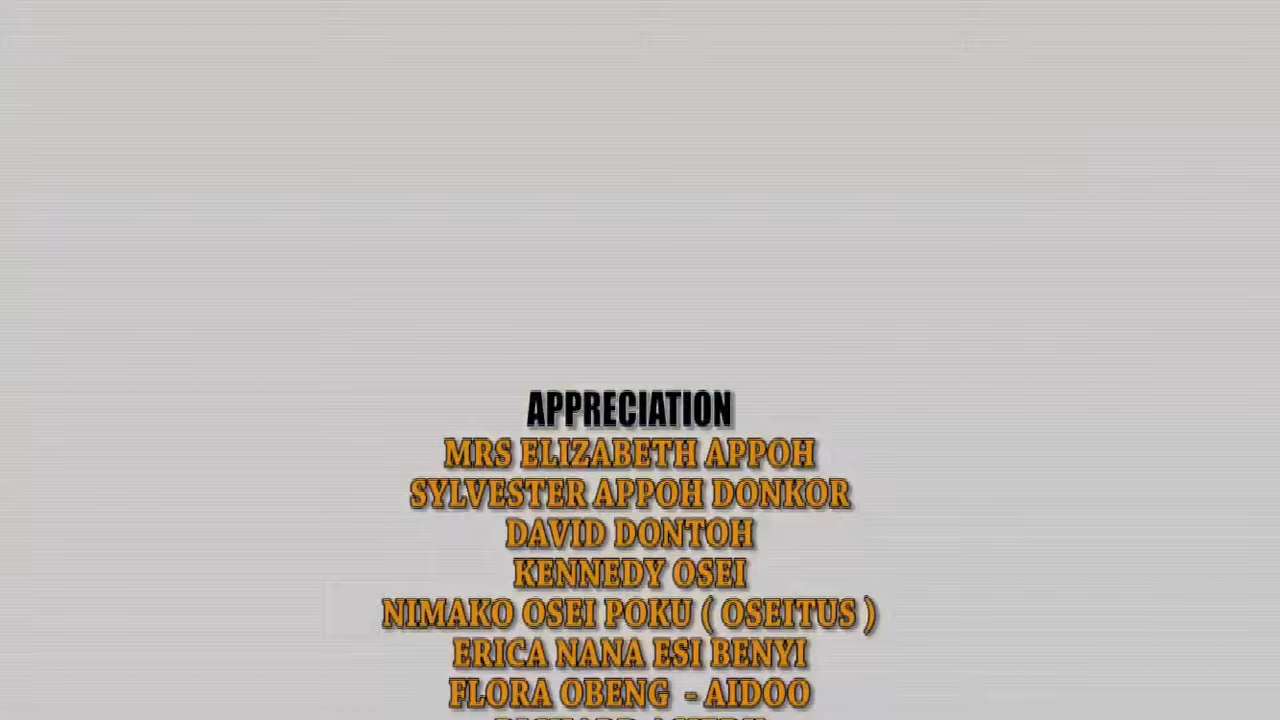 APPRECIATION
MRS ELIZABETH APPOH
SYLVESTER APPOH DONKOR
DAVID DONTOH
KENNEDY OSEI
NIMAKO OSEI POKU ( OSEITUS )
ERICA NANA ESI BENYI
FLORA OBENG - AIDOO